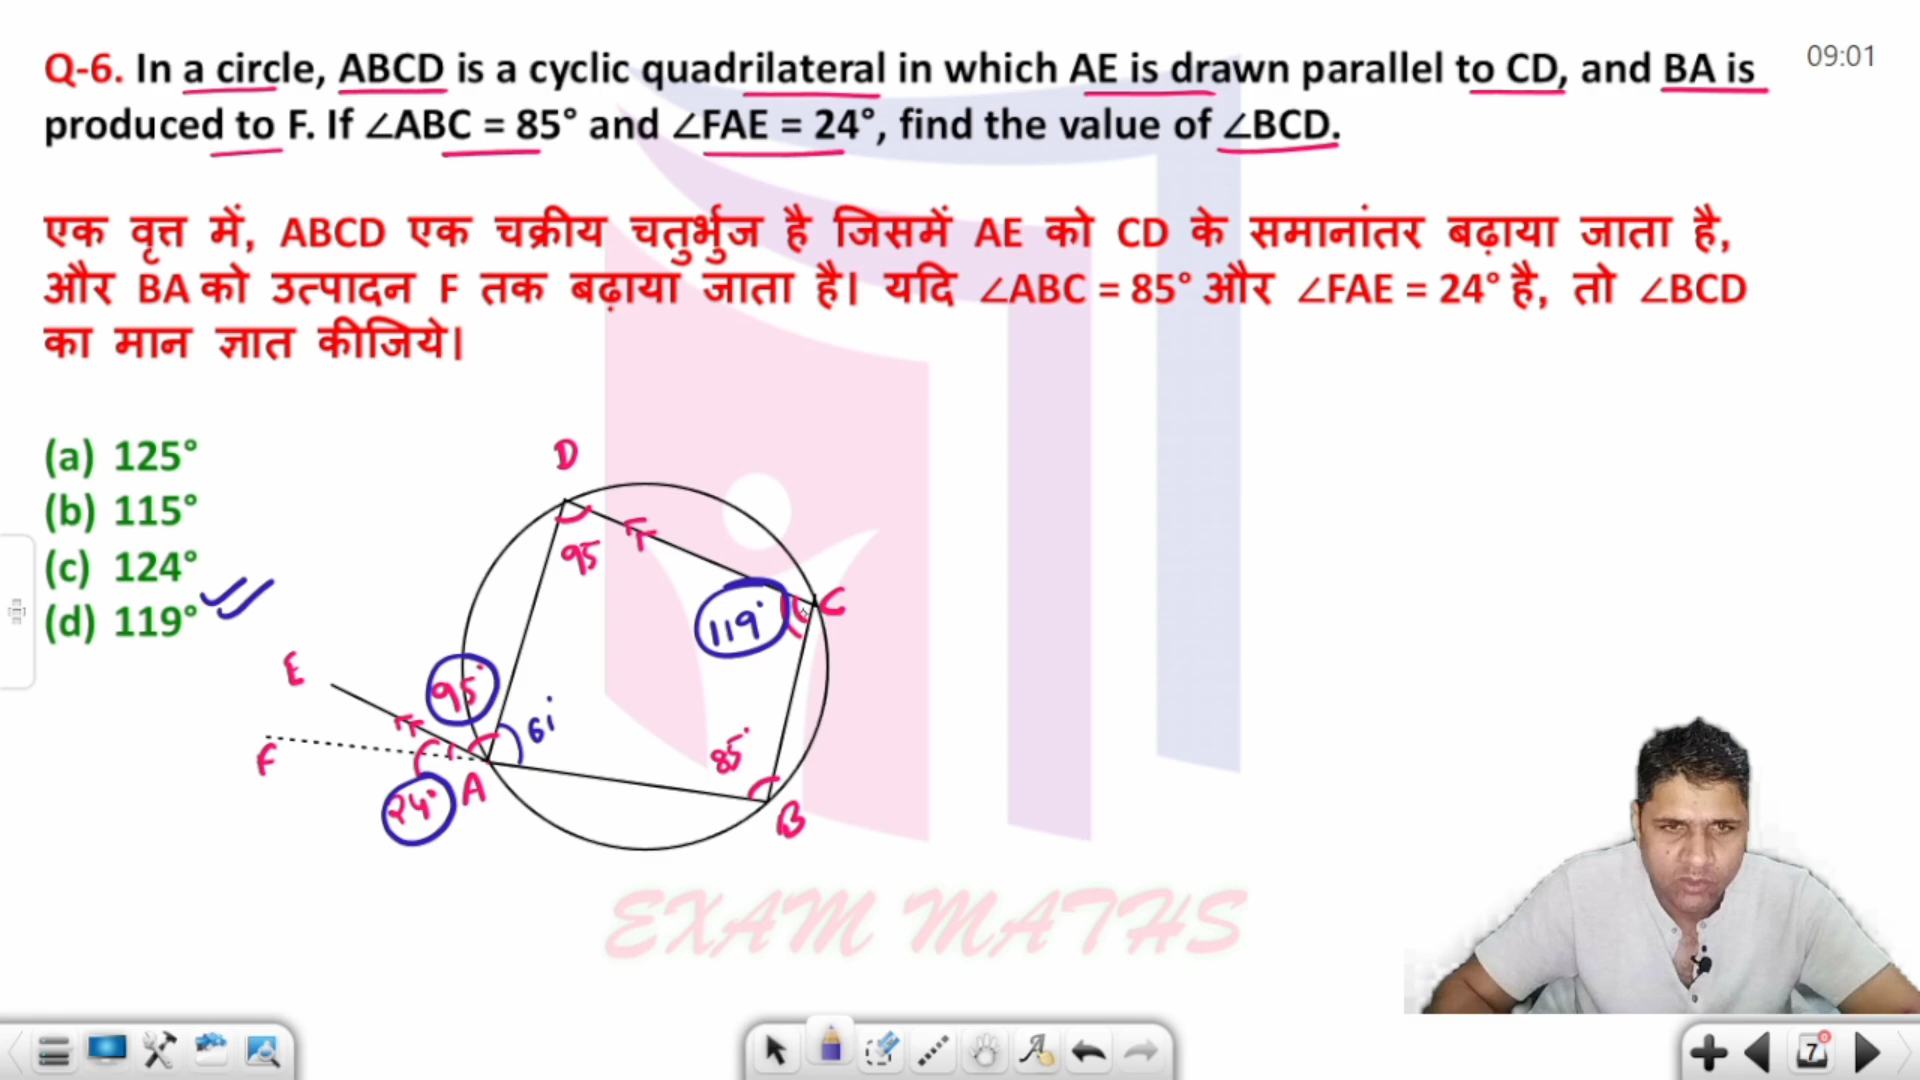 Q-6. In a circle, ABCD is a cyclic quadrilateral in which AE is drawn parallel to CD, and BA is
09:01
produced to F. If ∠ABC = 85° and ∠FAE = 24°, find the value of ∠BCD.
एक वृत्त में, ABCD एक चक्रीय चतुर्भुज है जिसमें AE को CD के समानांतर बढ़ाया जाता है,
और BA को उत्पादन F तक बढ़ाया जाता है। यदि ∠ABC = 85° और ∠FAE = 24° है, तो ∠BCD
का मान ज्ञात कीजिये।
(a) 125°
(b) 115°
(c) 124°
(d) 119°
D
95
C
119°
E
95°
61
F
85°
24°
A
B
EXAM MATHS
7
0